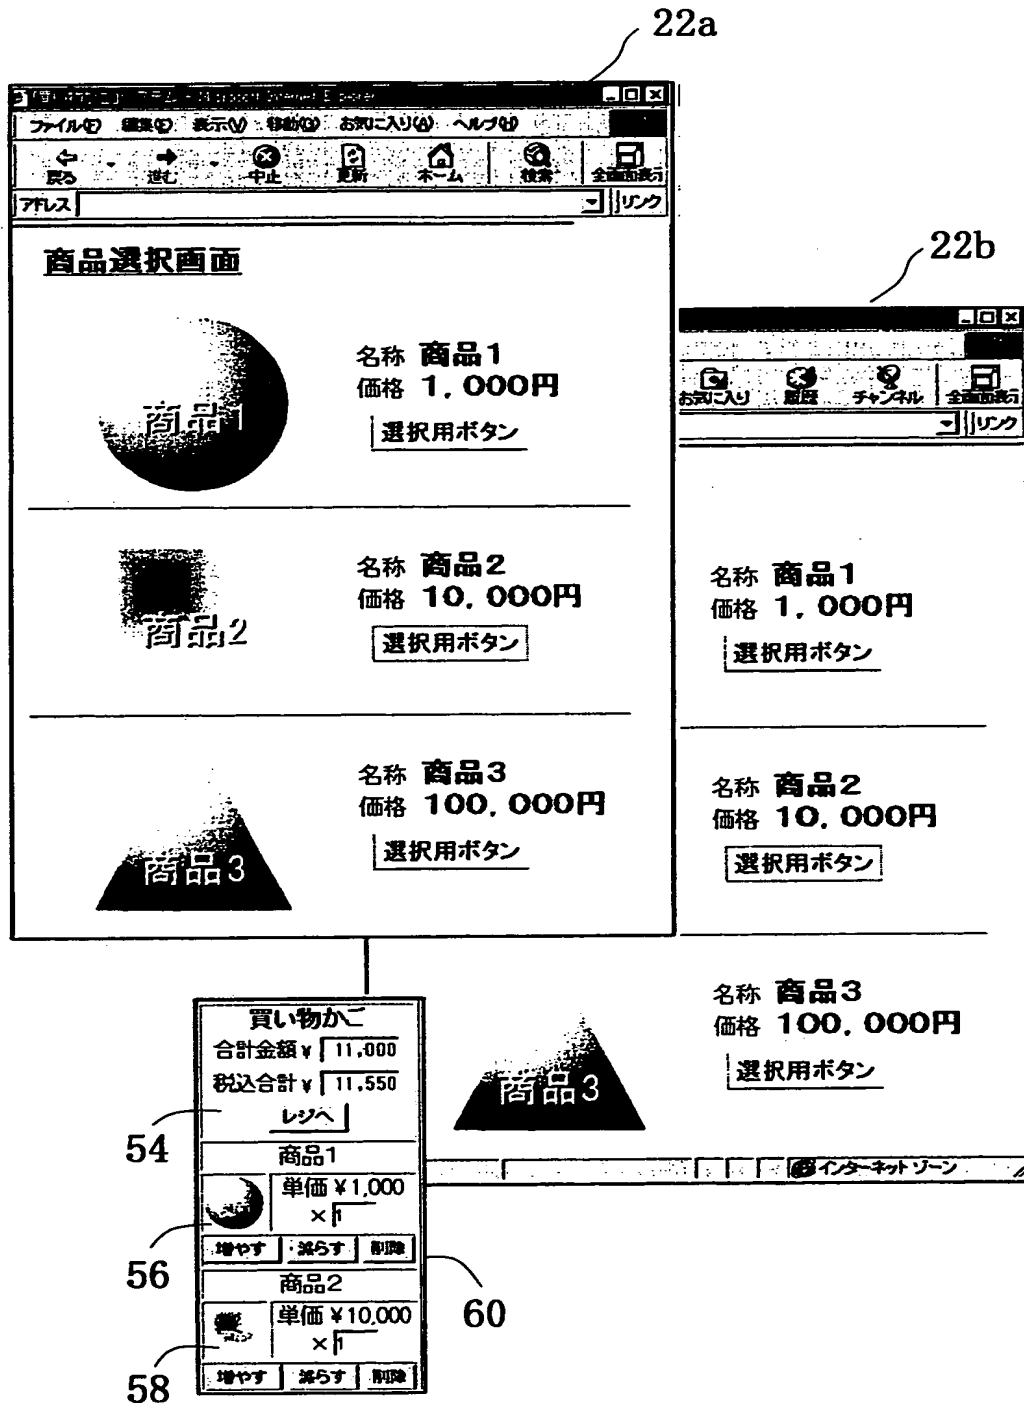 22a
ファイル(F) 編集(E) 表示(V) 移動(G) お気に入り(A) ヘルプ(H)
戻る 進む 中止 更新 ホーム 検索 全画面表示
アドレス リンク
商品選択画面
商品1
名称 商品1
価格 1,000円
選択用ボタン
商品2
名称 商品2
価格 10,000円
選択用ボタン
商品3
名称 商品3
価格 100,000円
選択用ボタン
22b
お気に入り 履歴 チャンネル 全画面表示
リンク
名称 商品1
価格 1,000円
選択用ボタン
名称 商品2
価格 10,000円
選択用ボタン
商品3
名称 商品3
価格 100,000円
選択用ボタン
インターネット ゾーン
買い物かご
合計金額 ¥ 11,000
税込合計 ¥ 11,550
レジへ
54
商品1
単価 ¥1,000
×1
増やす 減らす 削除
56
商品2
単価 ¥10,000
×1
増やす 減らす 削除
58
60